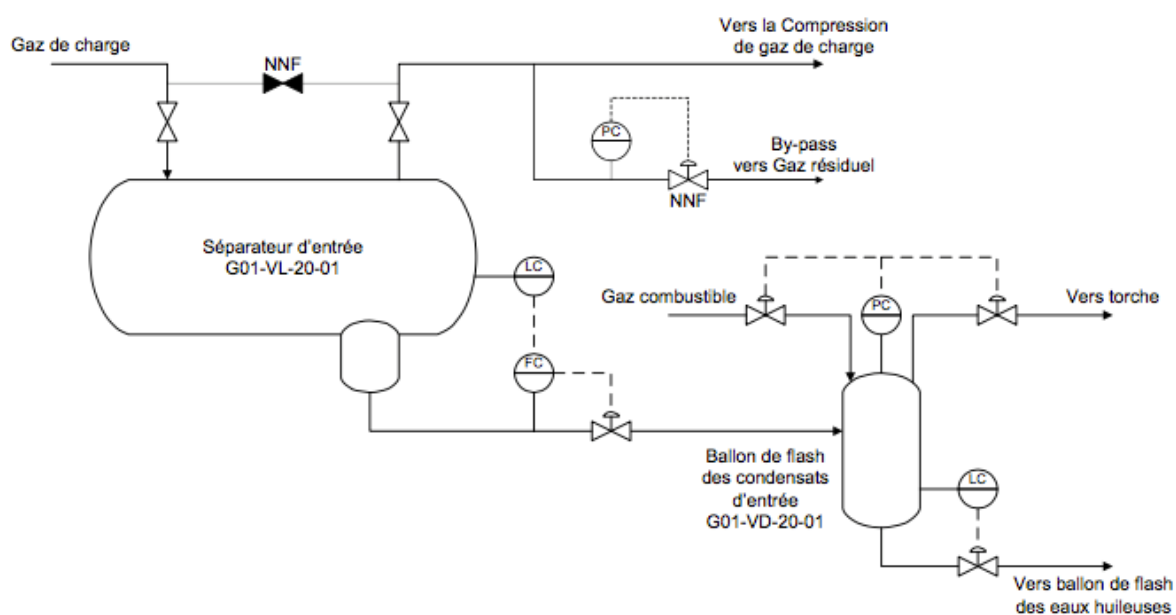 Gaz de charge
NNF
Vers la Compression
de gaz de charge
PC
By-pass
vers Gaz résiduel
NNF
Séparateur d'entrée
G01-VL-20-01
LC
Gaz combustible
PC
Vers torche
FC
Ballon de flash
des condensats
d'entrée
G01-VD-20-01
LC
Vers ballon de flash
des eaux huileuses